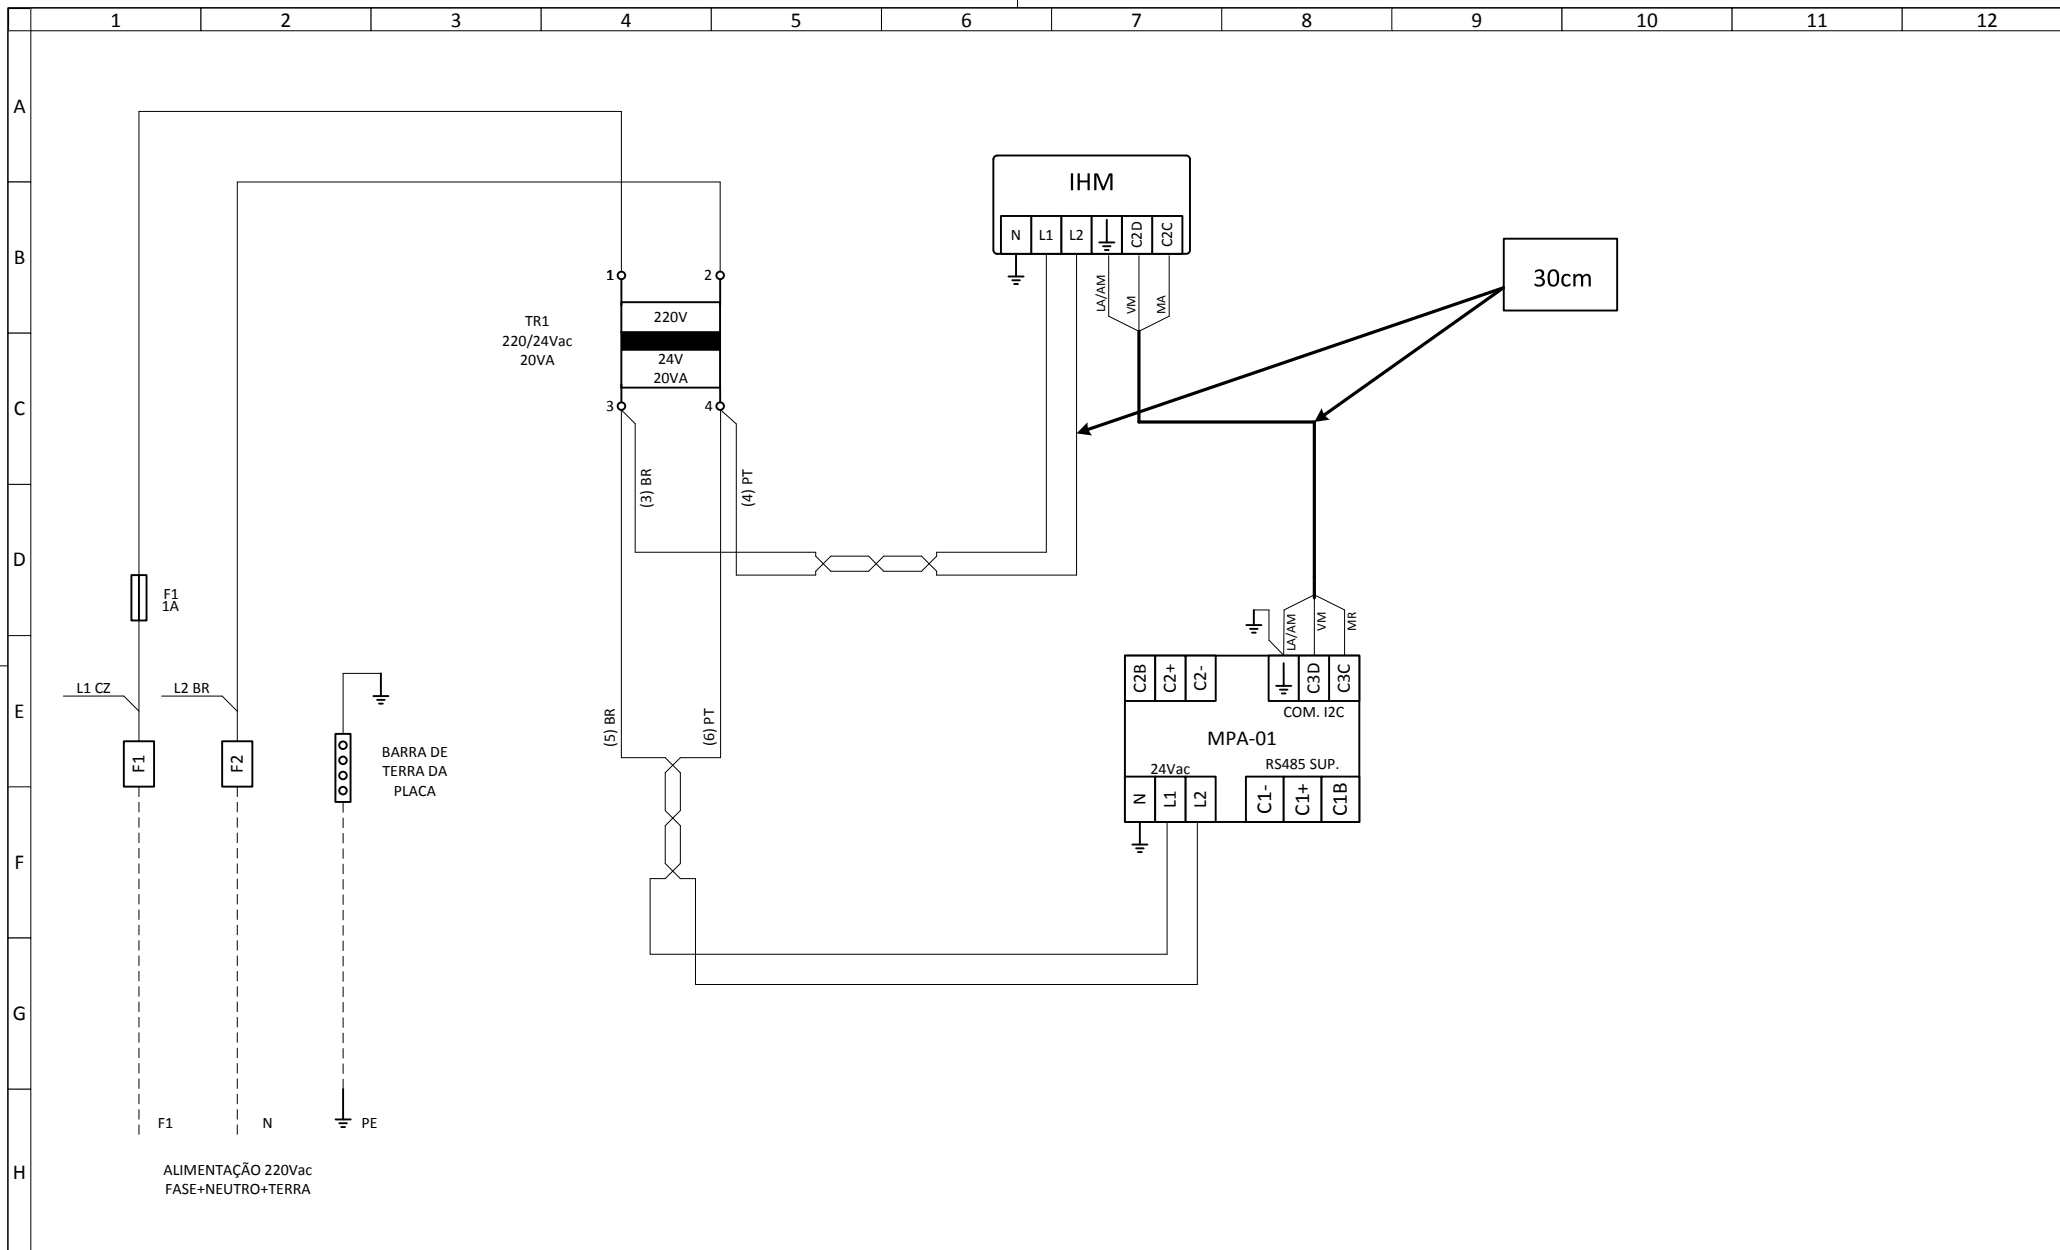 1 2 3 4 5 6 7 8 9 10 11 12
A
B
C
D
E
F
G
H
IHM
N L1 L2 C2D C2C
LA/AM VM MA
30cm
1 2
TR1
220/24Vac
20VA
220V
24V
20VA
3 4
(3) BR
(4) PT
F1
1A
LA/AM VM MR
L1 CZ
L2 BR
(5) BR
(6) PT
F1
F2
BARRA DE
TERRA DA
PLACA
C2B C2+ C2- C3D C3C
COM. I2C
MPA-01
24Vac
RS485 SUP.
N L1 L2 C1- C1+ C1B
F1 N PE
ALIMENTAÇÃO 220Vac
FASE+NEUTRO+TERRA